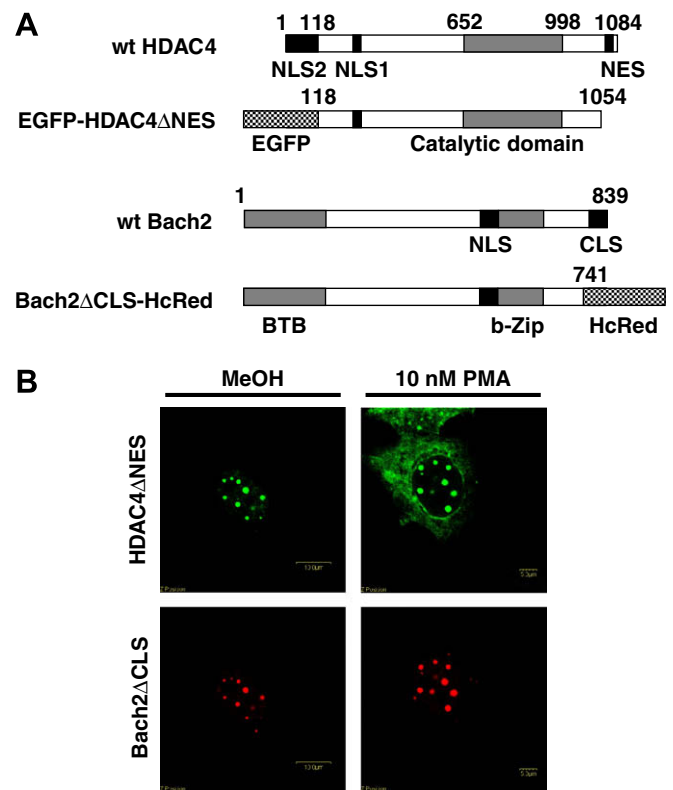 A
1 118 652 998 1084
wt HDAC4
NLS2 NLS1 NES
118 1054
EGFP-HDAC4ΔNES
EGFP Catalytic domain
1 839
wt Bach2
NLS CLS
741
Bach2ΔCLS-HcRed
BTB b-Zip HcRed
B
MeOH 10 nM PMA
HDAC4ΔNES
Bach2ΔCLS